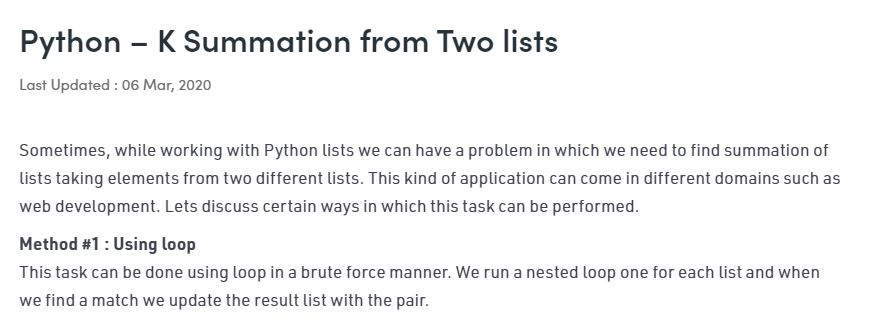 Python – K Summation from Two lists
Last Updated : 06 Mar, 2020
Sometimes, while working with Python lists we can have a problem in which we need to find summation of
lists taking elements from two different lists. This kind of application can come in different domains such as
web development. Lets discuss certain ways in which this task can be performed.
Method #1 : Using loop
This task can be done using loop in a brute force manner. We run a nested loop one for each list and when
we find a match we update the result list with the pair.